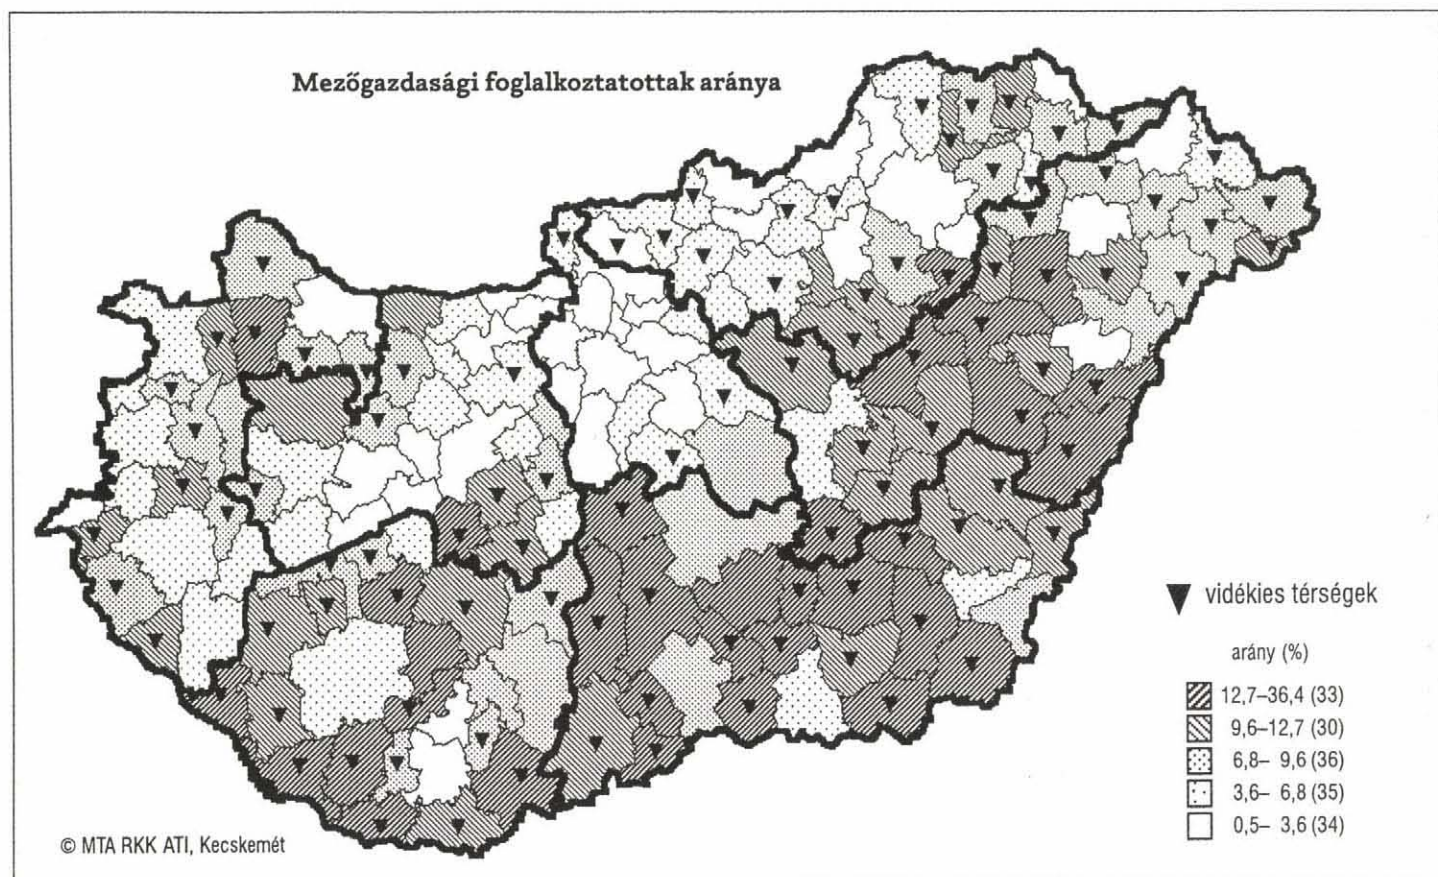 Mezőgazdasági foglalkoztatottak aránya
vidékies térségek
arány (%)
12,7–36,4 (33)
9,6–12,7 (30)
6,8– 9,6 (36)
3,6– 6,8 (35)
0,5– 3,6 (34)
© MTA RKK ATI, Kecskemét